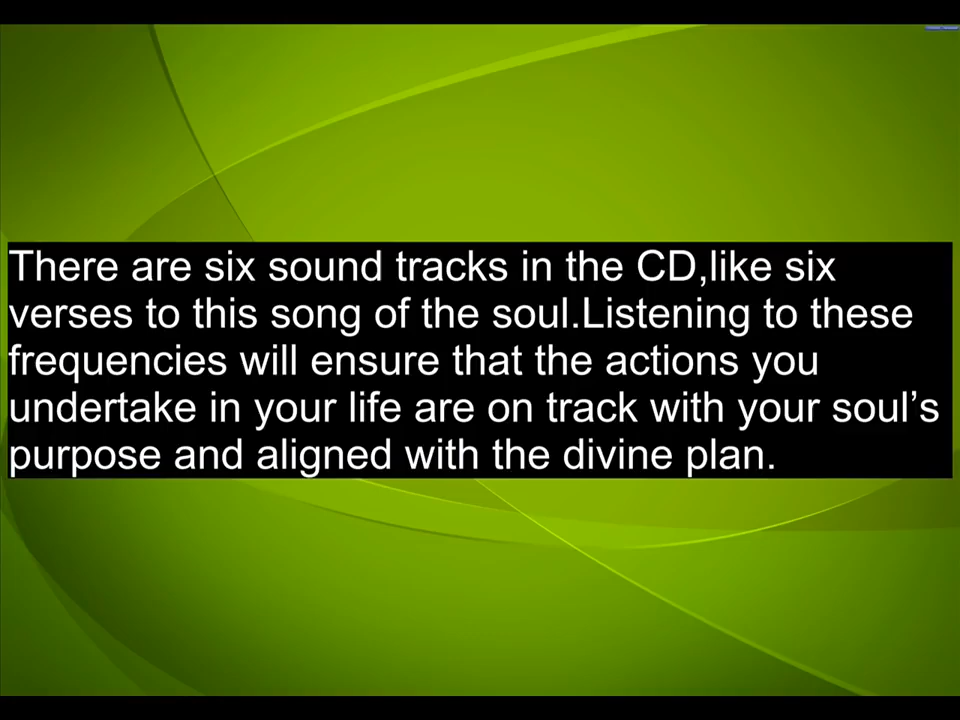 There are six sound tracks in the CD,like six
verses to this song of the soul.Listening to these
frequencies will ensure that the actions you
undertake in your life are on track with your soul’s
purpose and aligned with the divine plan.